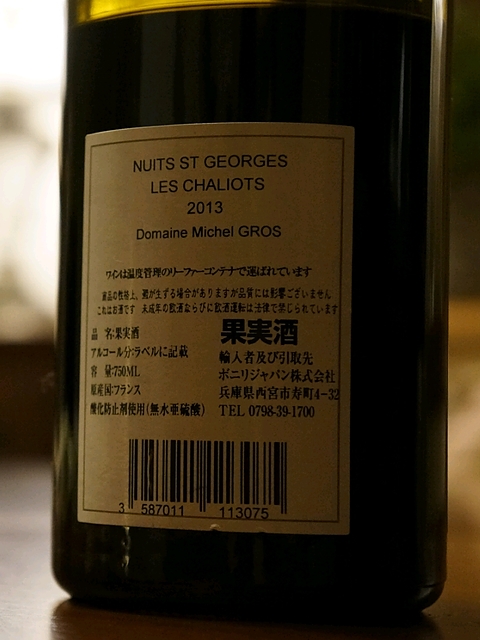 NUITS ST GEORGES
LES CHALIOTS
2013
Domaine Michel GROS
ワインは温度管理のリーファーコンテナで運ばれています
産品の性格上、澱が生ずる場合がありますが品質には影響ございません
これはお酒です 未成年の飲酒ならびに飲酒運転は法律で禁じられています
品 名:果実酒
アルコール分:ラベルに記載
容 量:750ML
原産国:フランス
酸化防止剤使用(無水亜硫酸)
果実酒
輸入者及び引取先
ボニリジャパン株式会社
兵庫県西宮市寿町4-32
TEL 0798-39-1700
3 587011 113075